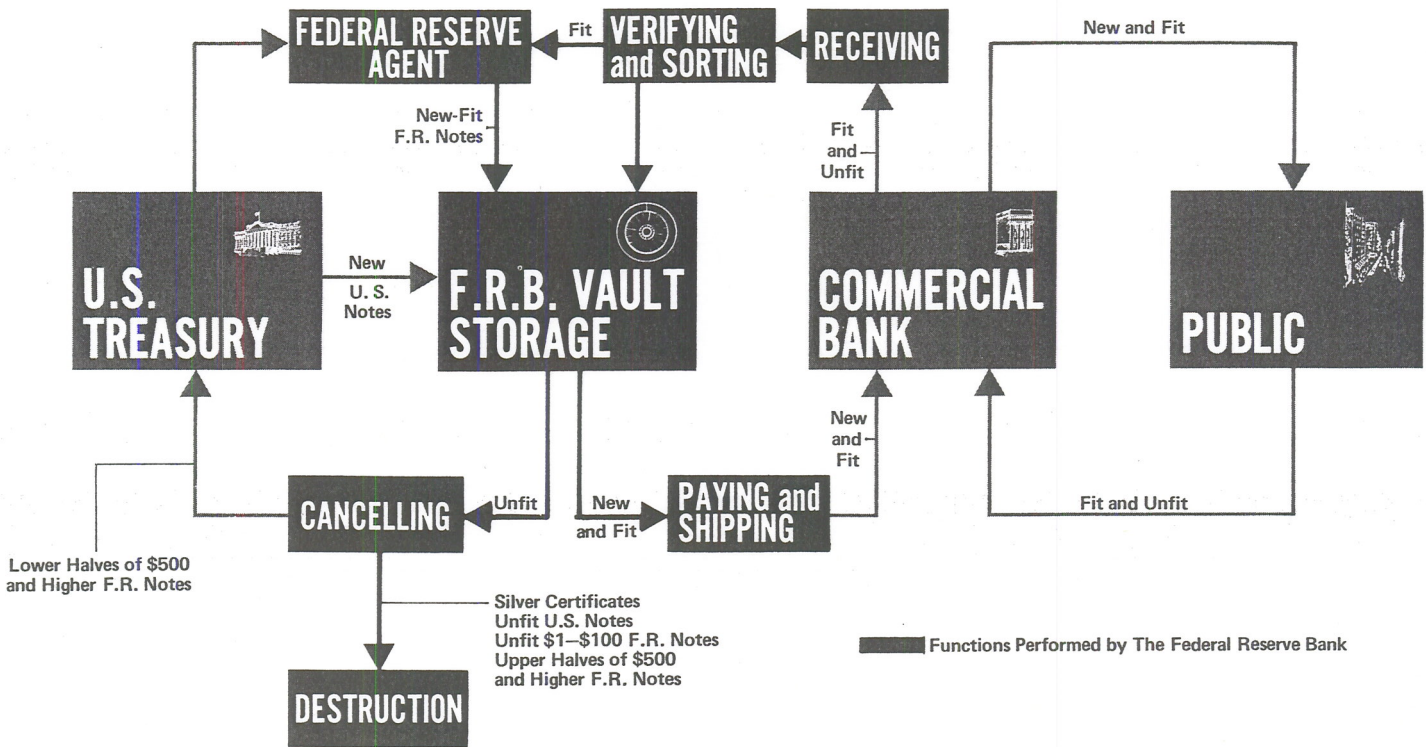 FEDERAL RESERVE
AGENT
Fit
VERIFYING
and SORTING
RECEIVING
New and Fit
New-Fit
F.R. Notes
Fit
and
Unfit
U.S.
TREASURY
New
U. S.
Notes
F.R.B. VAULT
STORAGE
COMMERCIAL
BANK
PUBLIC
New
and
Fit
CANCELLING
Unfit
New
and Fit
PAYING and
SHIPPING
Fit and Unfit
Lower Halves of $500
and Higher F.R. Notes
Silver Certificates
Unfit U.S. Notes
Unfit $1–$100 F.R. Notes
Upper Halves of $500
and Higher F.R. Notes
Functions Performed by The Federal Reserve Bank
DESTRUCTION